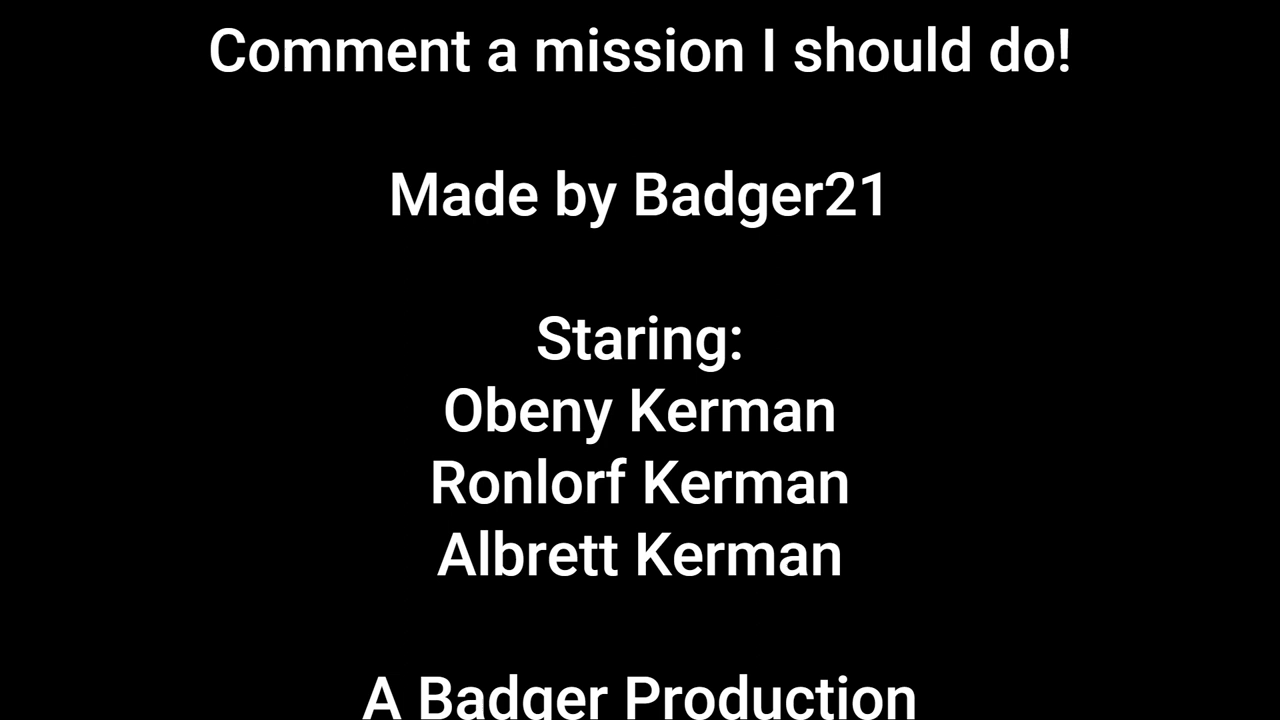 Comment a mission I should do!
Made by Badger21
Staring:
Obeny Kerman
Ronlorf Kerman
Albrett Kerman
A Badger Production